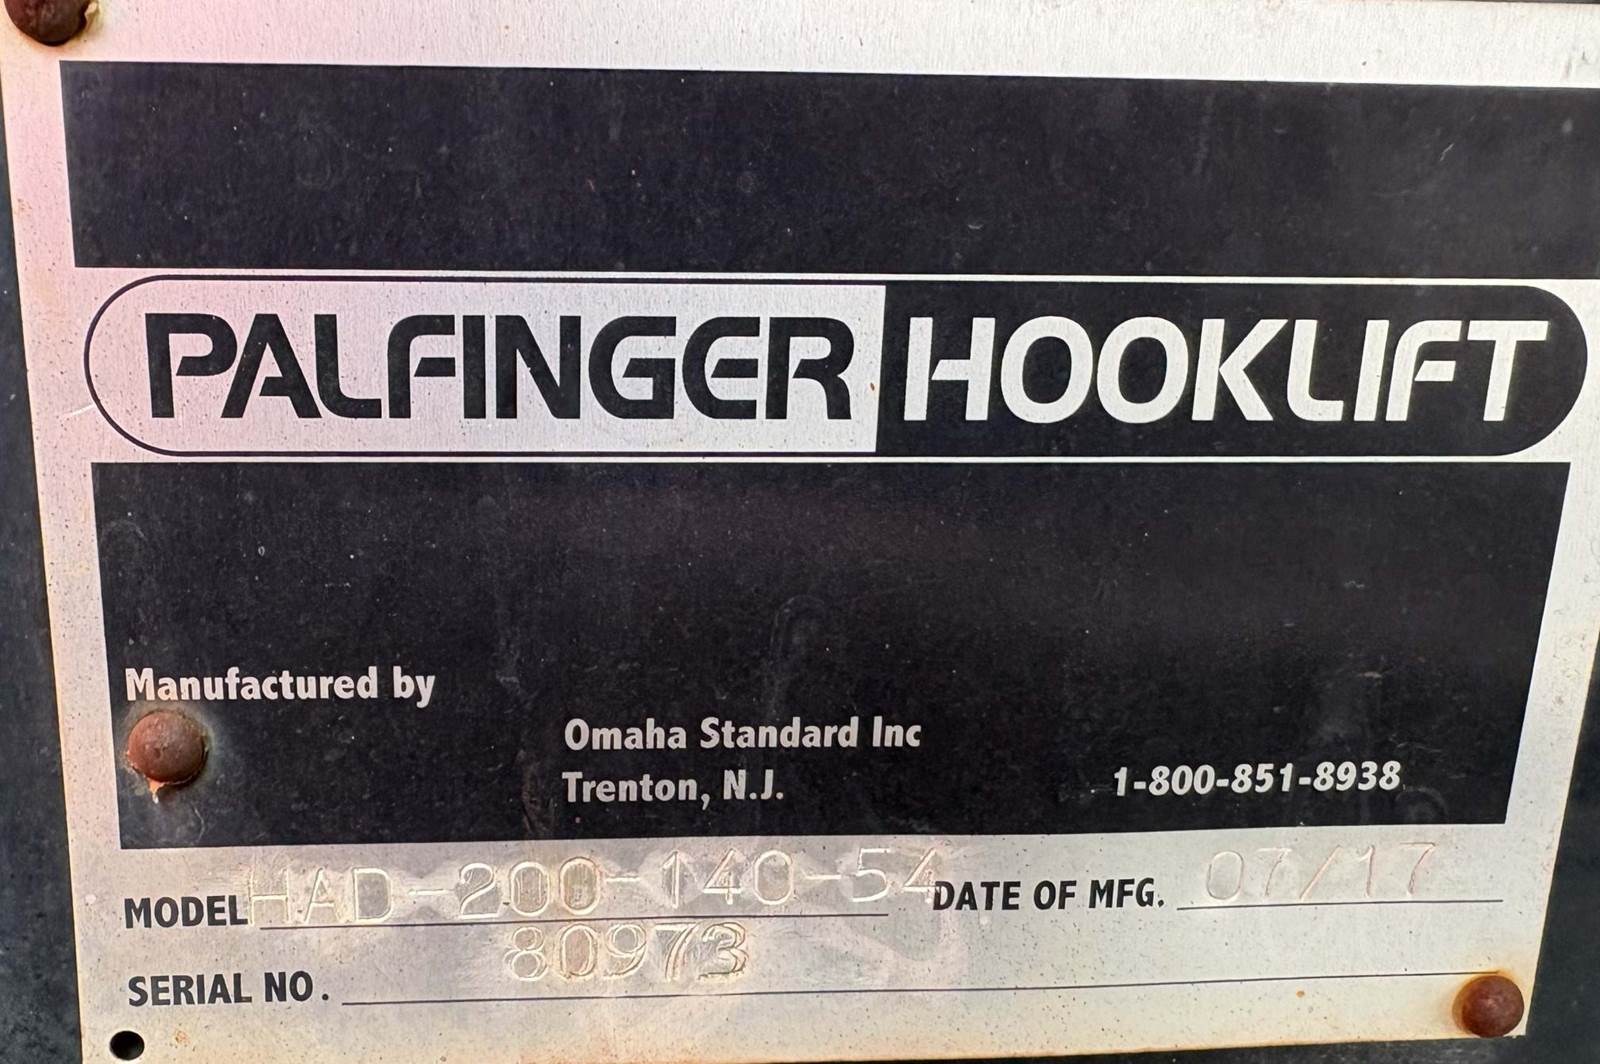 PALFINGER HOOKLIFT
Manufactured by
Omaha Standard Inc
Trenton, N.J.
1-800-851-8938
MODEL HAD-200-140-54 DATE OF MFG. 07/17
SERIAL NO. 80973